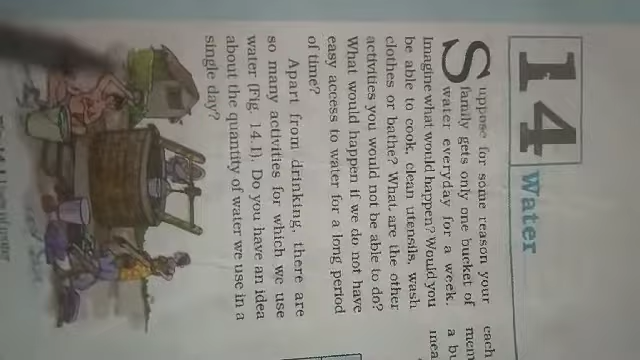 14 Water
Suppose for some reason your
family gets only one bucket of
water everyday for a week.
Imagine what would happen? Would you
be able to cook, clean utensils, wash
clothes or bathe? What are the other
activities you would not be able to do?
What would happen if we do not have
easy access to water for a long period
of time?
Apart from drinking, there are
so many activities for which we use
water (Fig. 14.1). Do you have an idea
about the quantity of water we use in a
single day?
each